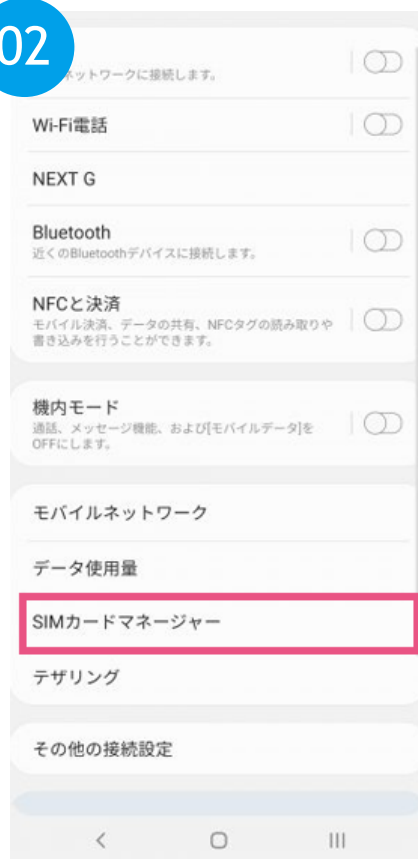 02
ネットワークに接続します。
Wi-Fi電話
NEXT G
Bluetooth
近くのBluetoothデバイスに接続します。
NFCと決済
モバイル決済、データの共有、NFCタグの読み取りや
書き込みを行うことができます。
機内モード
通話、メッセージ機能、および[モバイルデータ]を
OFFにします。
モバイルネットワーク
データ使用量
SIMカードマネージャー
テザリング
その他の接続設定